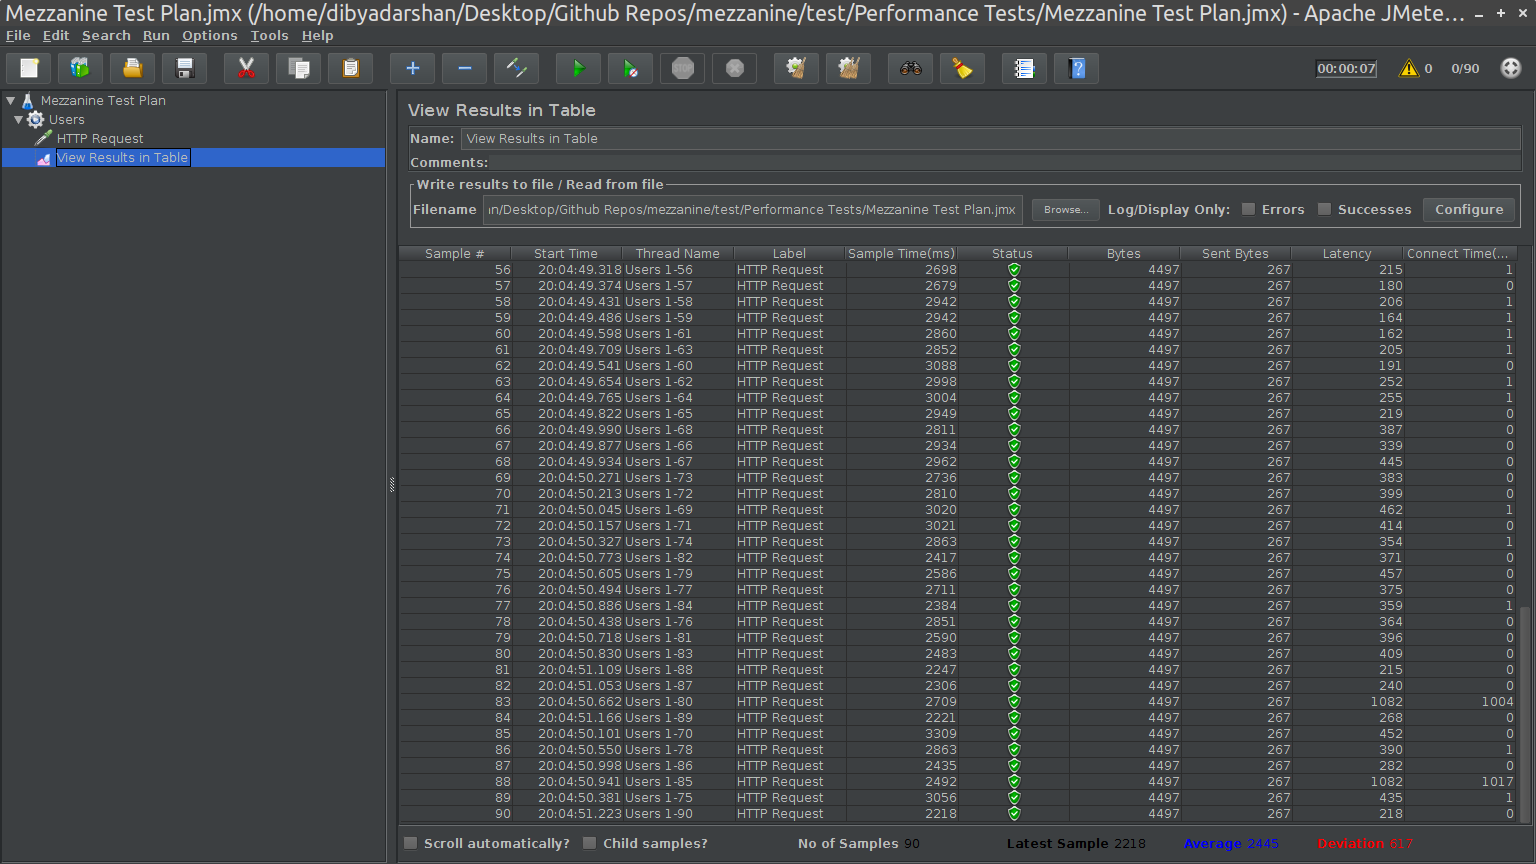 Mezzanine Test Plan.jmx (/home/dibyadarshan/Desktop/Github Repos/mezzanine/test/Performance Tests/Mezzanine Test Plan.jmx) - Apache JMete...
File Edit Search Run Options Tools Help
STOP 00:00:07 0 0/90
Mezzanine Test Plan
Users
HTTP Request
View Results in Table
View Results in Table
Name: View Results in Table
Comments:
Write results to file / Read from file
Filename ın/Desktop/Github Repos/mezzanine/test/Performance Tests/Mezzanine Test Plan.jmx Browse... Log/Display Only: Errors Successes Configure
Sample # Start Time Thread Name Label Sample Time(ms) Status Bytes Sent Bytes Latency Connect Time(...
56 20:04:49.318 Users 1-56 HTTP Request 2698 4497 267 215 1
57 20:04:49.374 Users 1-57 HTTP Request 2679 4497 267 180 0
58 20:04:49.431 Users 1-58 HTTP Request 2942 4497 267 206 1
59 20:04:49.486 Users 1-59 HTTP Request 2942 4497 267 164 1
60 20:04:49.598 Users 1-61 HTTP Request 2860 4497 267 162 1
61 20:04:49.709 Users 1-63 HTTP Request 2852 4497 267 205 1
62 20:04:49.541 Users 1-60 HTTP Request 3088 4497 267 191 0
63 20:04:49.654 Users 1-62 HTTP Request 2998 4497 267 252 1
64 20:04:49.765 Users 1-64 HTTP Request 3004 4497 267 255 1
65 20:04:49.822 Users 1-65 HTTP Request 2949 4497 267 219 0
66 20:04:49.990 Users 1-68 HTTP Request 2811 4497 267 387 0
67 20:04:49.877 Users 1-66 HTTP Request 2934 4497 267 339 0
68 20:04:49.934 Users 1-67 HTTP Request 2962 4497 267 445 0
69 20:04:50.271 Users 1-73 HTTP Request 2736 4497 267 383 0
70 20:04:50.213 Users 1-72 HTTP Request 2810 4497 267 399 0
71 20:04:50.045 Users 1-69 HTTP Request 3020 4497 267 462 1
72 20:04:50.157 Users 1-71 HTTP Request 3021 4497 267 414 0
73 20:04:50.327 Users 1-74 HTTP Request 2863 4497 267 354 1
74 20:04:50.773 Users 1-82 HTTP Request 2417 4497 267 371 0
75 20:04:50.605 Users 1-79 HTTP Request 2586 4497 267 457 0
76 20:04:50.494 Users 1-77 HTTP Request 2711 4497 267 375 0
77 20:04:50.886 Users 1-84 HTTP Request 2384 4497 267 359 1
78 20:04:50.438 Users 1-76 HTTP Request 2851 4497 267 364 0
79 20:04:50.718 Users 1-81 HTTP Request 2590 4497 267 396 0
80 20:04:50.830 Users 1-83 HTTP Request 2483 4497 267 409 0
81 20:04:51.109 Users 1-88 HTTP Request 2247 4497 267 215 0
82 20:04:51.053 Users 1-87 HTTP Request 2306 4497 267 240 0
83 20:04:50.662 Users 1-80 HTTP Request 2709 4497 267 1082 1004
84 20:04:51.166 Users 1-89 HTTP Request 2221 4497 267 268 0
85 20:04:50.101 Users 1-70 HTTP Request 3309 4497 267 452 0
86 20:04:50.550 Users 1-78 HTTP Request 2863 4497 267 390 1
87 20:04:50.998 Users 1-86 HTTP Request 2435 4497 267 282 0
88 20:04:50.941 Users 1-85 HTTP Request 2492 4497 267 1082 1017
89 20:04:50.381 Users 1-75 HTTP Request 3056 4497 267 435 1
90 20:04:51.223 Users 1-90 HTTP Request 2218 4497 267 218 0
Scroll automatically? Child samples? No of Samples 90 Latest Sample 2218 Average 2445 Deviation 617